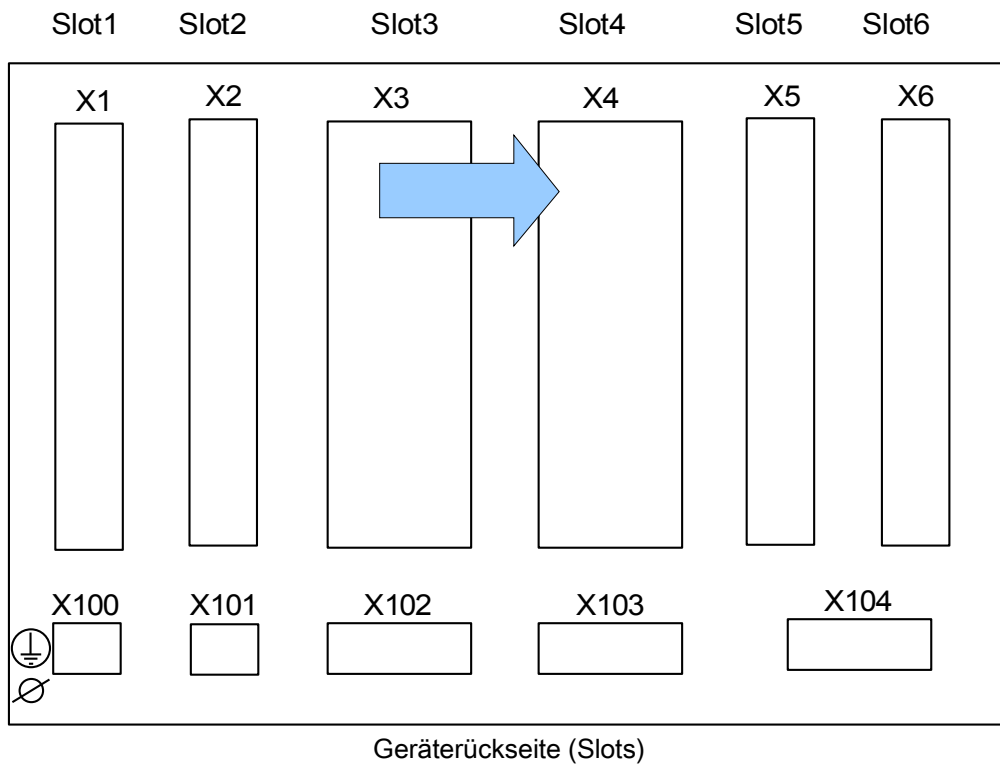 Slot1 Slot2 Slot3 Slot4 Slot5 Slot6
X1 X2 X3 X4 X5 X6
X100 X101 X102 X103 X104
Geräterückseite (Slots)